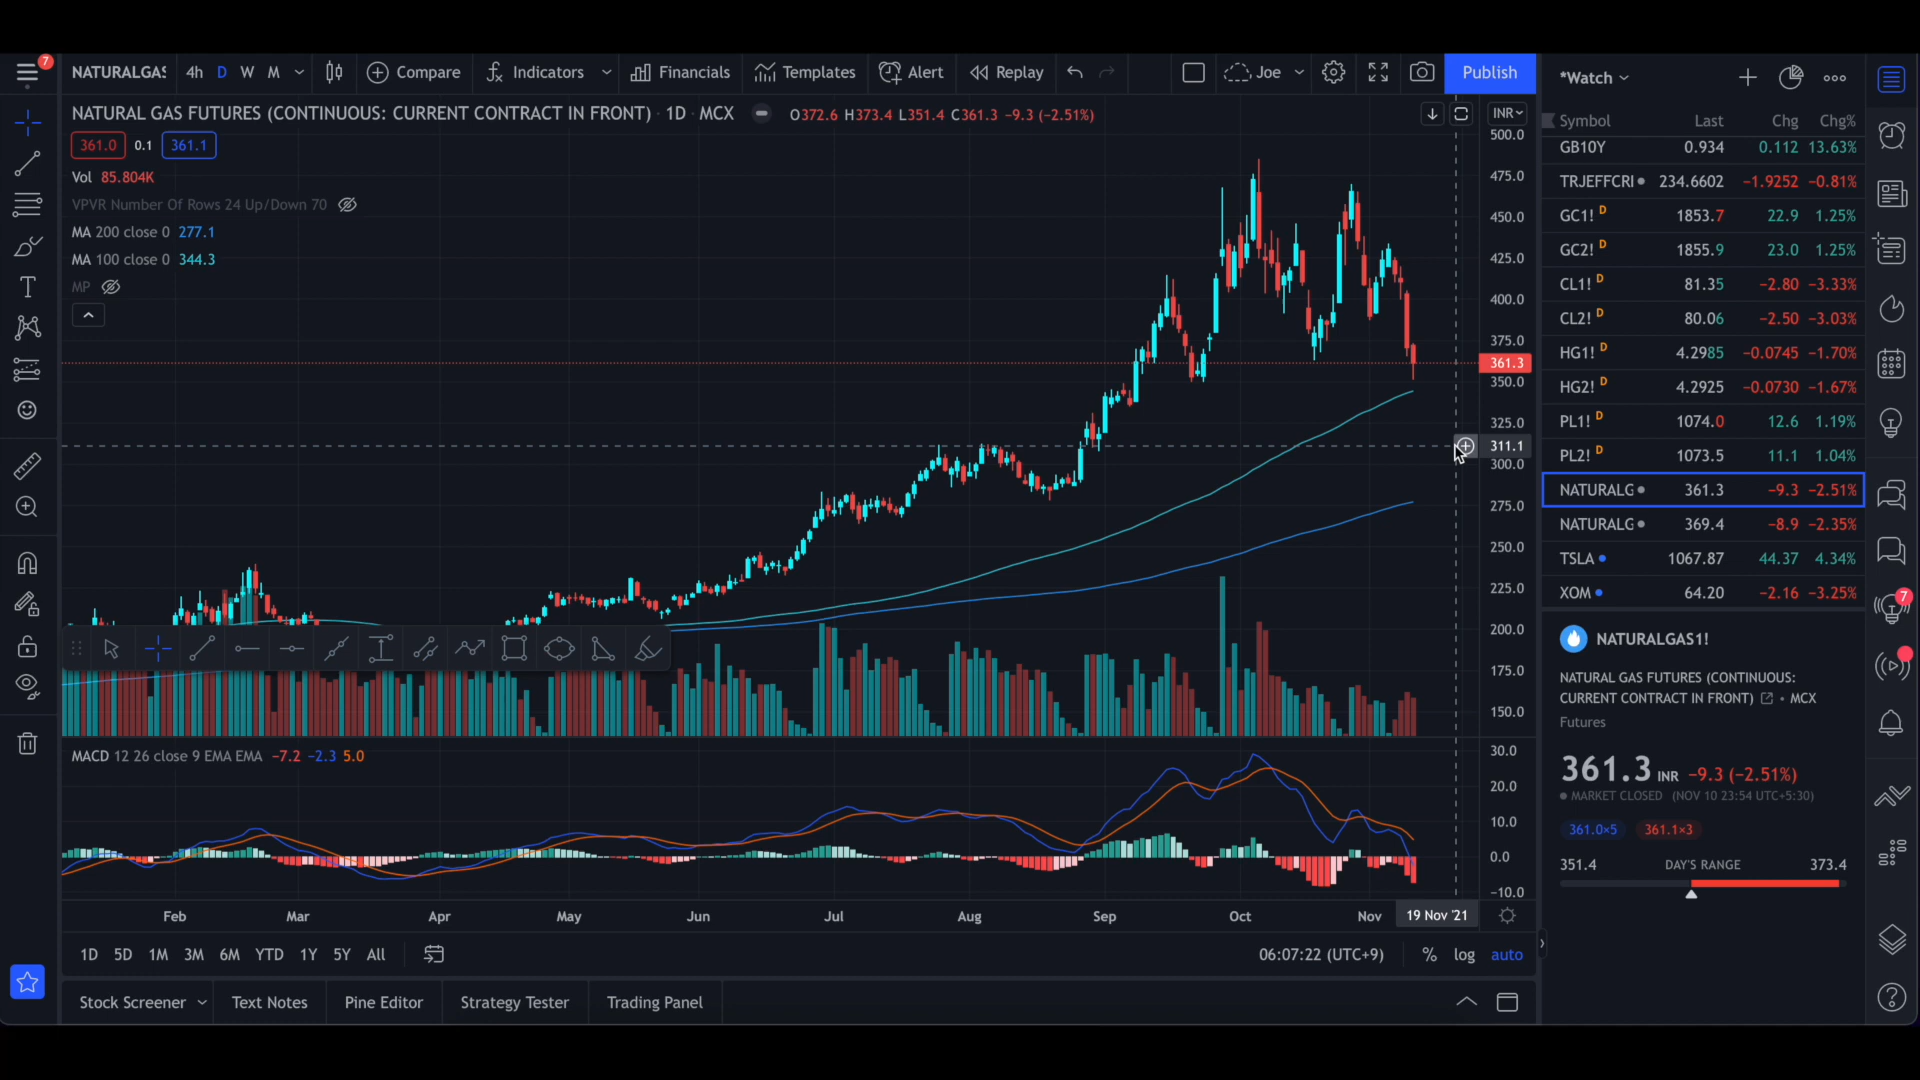 7
NATURALGAS
4h D W M
Compare
Indicators
Financials
Templates
Alert
Replay
Joe
Publish
NATURAL GAS FUTURES (CONTINUOUS: CURRENT CONTRACT IN FRONT) · 1D · MCX
O372.6 H373.4 L351.4 C361.3 −9.3 (−2.51%)
INR
361.0 0.1 361.1
Vol 85.804K
VPVR Number Of Rows 24 Up/Down 70
MA 200 close 0 277.1
MA 100 close 0 344.3
MP
500.0
475.0
450.0
425.0
400.0
375.0
361.3
350.0
325.0
311.1
300.0
275.0
250.0
225.0
200.0
175.0
150.0
MACD 12 26 close 9 EMA EMA −7.2 −2.3 5.0
30.0
20.0
10.0
0.0
−10.0
Feb Mar Apr May Jun Jul Aug Sep Oct Nov 19 Nov '21
1D 5D 1M 3M 6M YTD 1Y 5Y All
06:07:22 (UTC+9) % log auto
Stock Screener Text Notes Pine Editor Strategy Tester Trading Panel
*Watch
Symbol Last Chg Chg%
GB10Y 0.934 0.112 13.63%
TRJEFFCRI 234.6602 −1.9252 −0.81%
GC1! D 1853.7 22.9 1.25%
GC2! D 1855.9 23.0 1.25%
CL1! D 81.35 −2.80 −3.33%
CL2! D 80.06 −2.50 −3.03%
HG1! D 4.2985 −0.0745 −1.70%
HG2! D 4.2925 −0.0730 −1.67%
PL1! D 1074.0 12.6 1.19%
PL2! D 1073.5 11.1 1.04%
NATURALG 361.3 −9.3 −2.51%
NATURALG 369.4 −8.9 −2.35%
TSLA 1067.87 44.37 4.34%
XOM 64.20 −2.16 −3.25%
NATURALGAS1!
NATURAL GAS FUTURES (CONTINUOUS:
CURRENT CONTRACT IN FRONT) • MCX
Futures
361.3 INR −9.3 (−2.51%)
MARKET CLOSED (NOV 10 23:54 UTC+5:30)
361.0×5 361.1×3
351.4 DAY'S RANGE 373.4
7